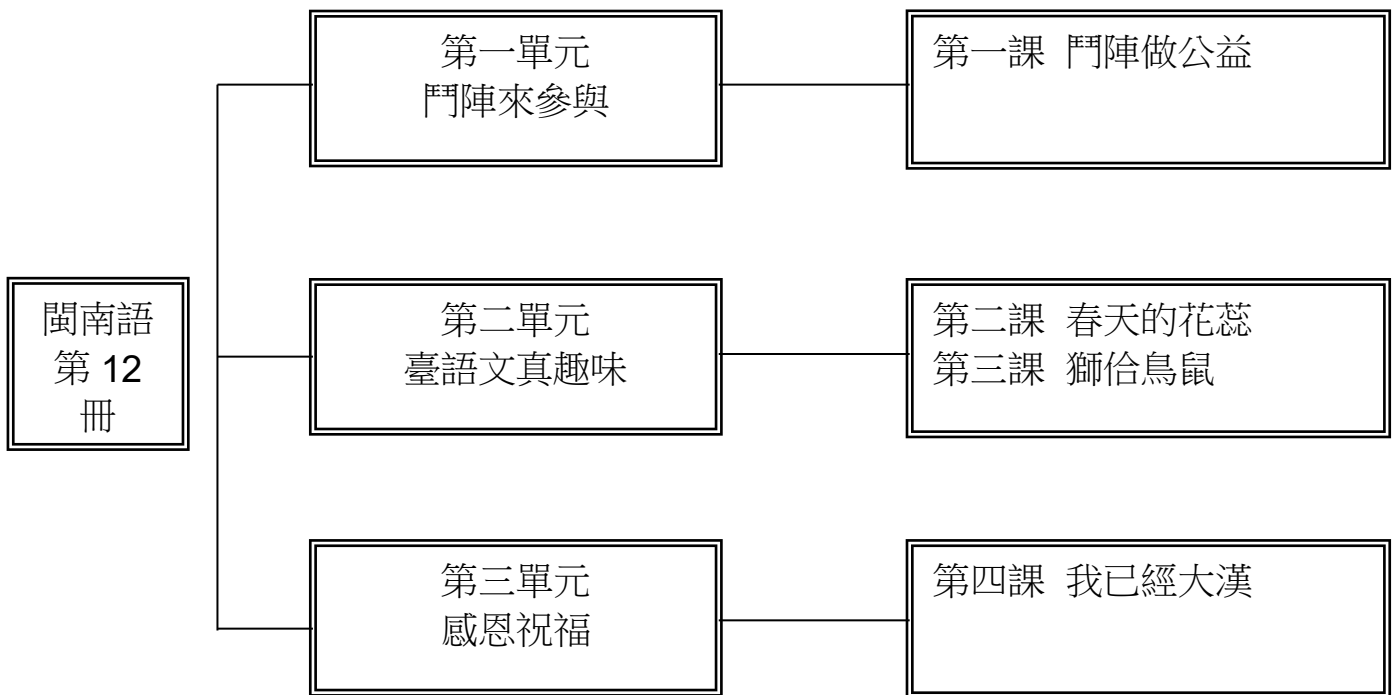 閩南語
第 12
冊
第一單元
鬥陣來參與
第一課 鬥陣做公益
第二單元
臺語文真趣味
第二課 春天的花蕊
第三課 獅佮鳥鼠
第三單元
感恩祝福
第四課 我已經大漢